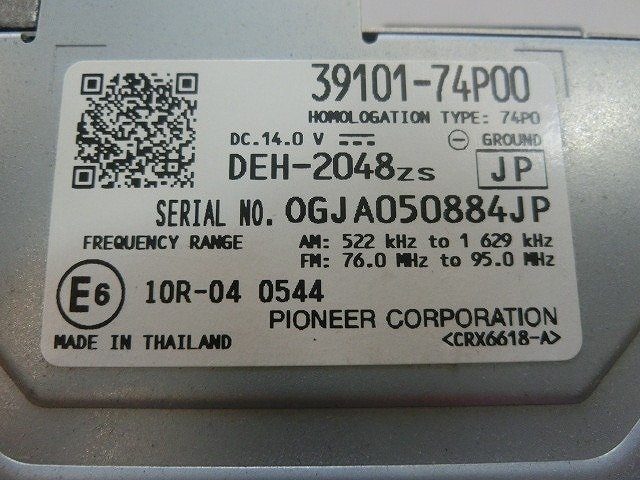 39101-74P00
HOMOLOGATION TYPE: 74P0
DC.14.0 V ⎓ ⊖ GROUND
DEH-2048ZS JP
SERIAL NO. OGJA050884JP
FREQUENCY RANGE AM: 522 kHz to 1 629 kHz
FM: 76.0 MHz to 95.0 MHz
E6 10R-04 0544
PIONEER CORPORATION
MADE IN THAILAND <CRX6618-A>